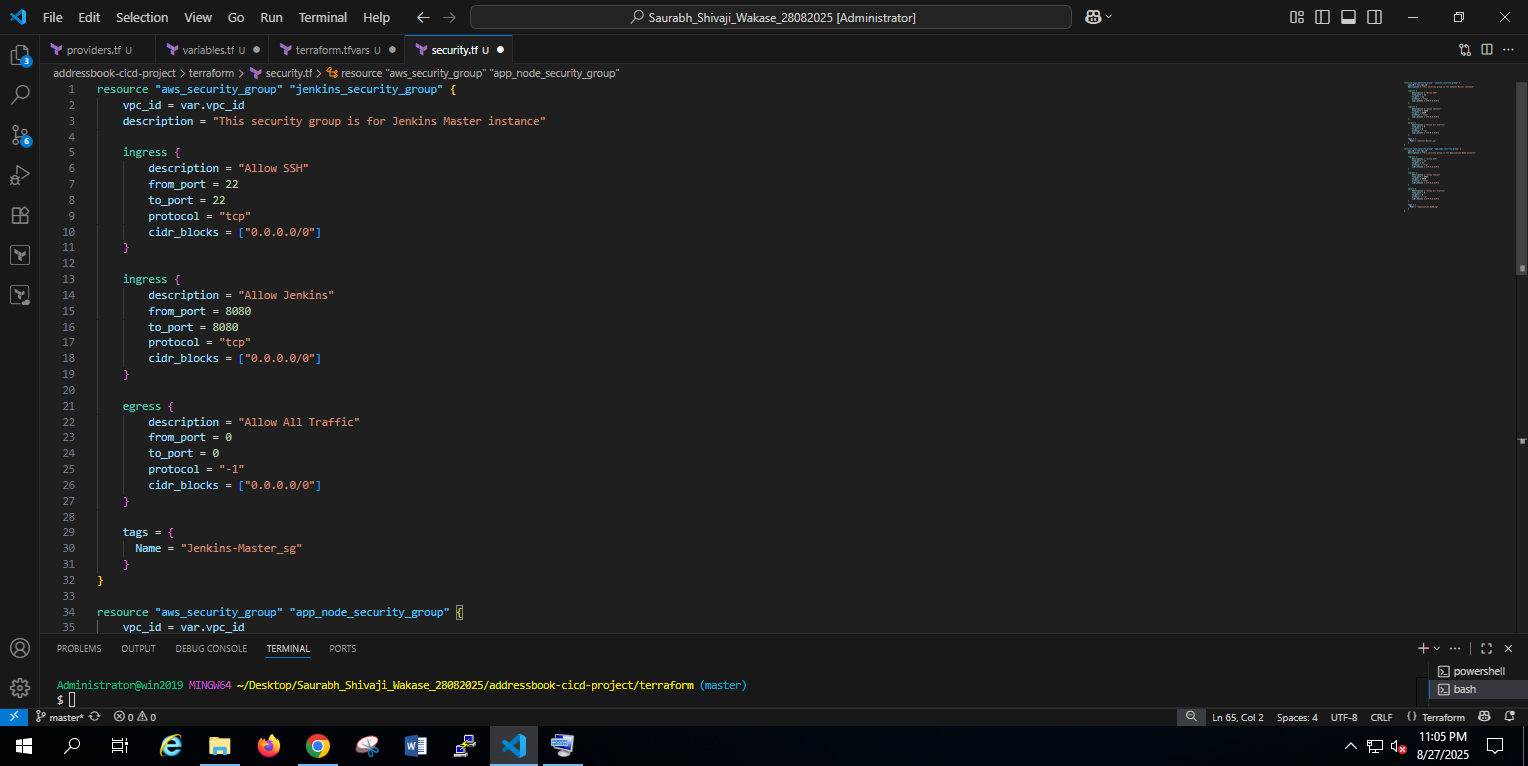 File Edit Selection View Go Run Terminal Help
Saurabh_Shivaji_Wakase_28082025 [Administrator]
providers.tf U
variables.tf U
terraform.tfvars U
security.tf U
addressbook-cicd-project > terraform > security.tf > resource "aws_security_group" "app_node_security_group"
1 resource "aws_security_group" "jenkins_security_group" {
2 vpc_id = var.vpc_id
3 description = "This security group is for Jenkins Master instance"
4
5 ingress {
6 description = "Allow SSH"
7 from_port = 22
8 to_port = 22
9 protocol = "tcp"
10 cidr_blocks = ["0.0.0.0/0"]
11 }
12
13 ingress {
14 description = "Allow Jenkins"
15 from_port = 8080
16 to_port = 8080
17 protocol = "tcp"
18 cidr_blocks = ["0.0.0.0/0"]
19 }
20
21 egress {
22 description = "Allow All Traffic"
23 from_port = 0
24 to_port = 0
25 protocol = "-1"
26 cidr_blocks = ["0.0.0.0/0"]
27 }
28
29 tags = {
30 Name = "Jenkins-Master_sg"
31 }
32 }
33
34 resource "aws_security_group" "app_node_security_group" {
35 vpc_id = var.vpc_id
3
6
PROBLEMS OUTPUT DEBUG CONSOLE TERMINAL PORTS
powershell
bash
Administrator@win2019 MINGW64 ~/Desktop/Saurabh_Shivaji_Wakase_28082025/addressbook-cicd-project/terraform (master)
$
master* 0 0
Ln 65, Col 2 Spaces: 4 UTF-8 CRLF {} Terraform
11:05 PM
8/27/2025